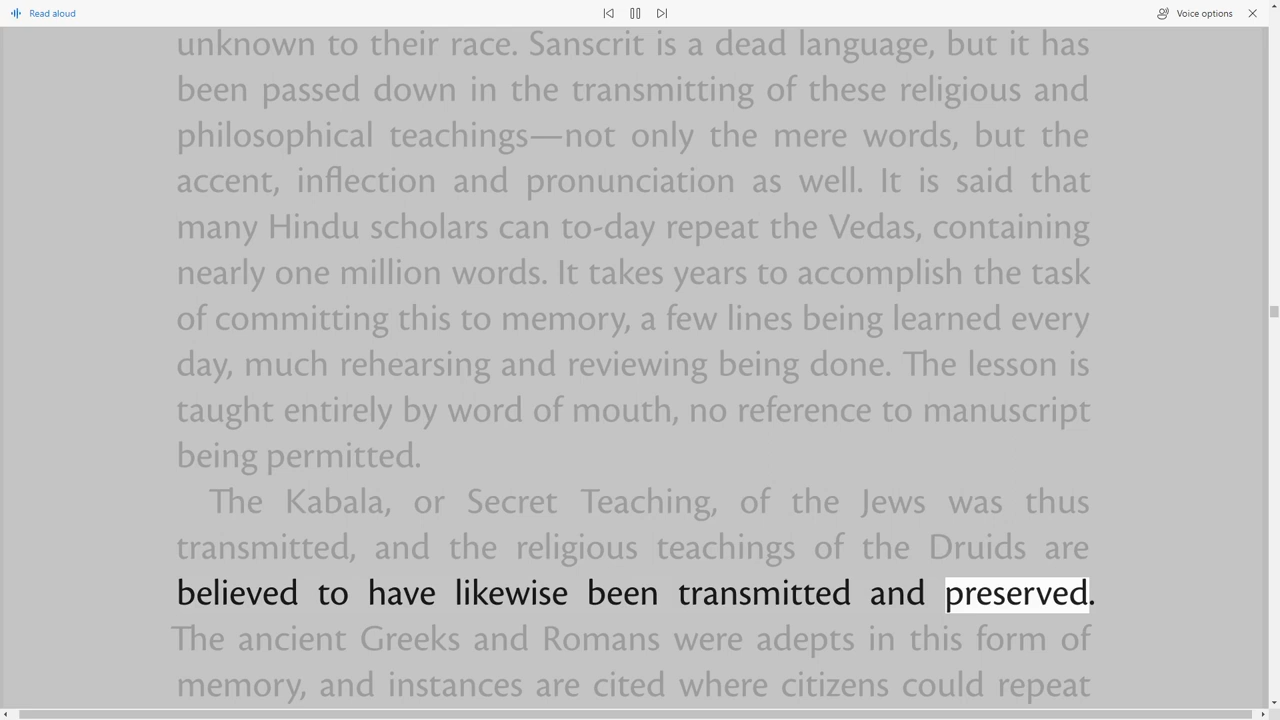 Read aloud
Voice options
unknown to their race. Sanscrit is a dead language, but it has
been passed down in the transmitting of these religious and
philosophical teachings—not only the mere words, but the
accent, inflection and pronunciation as well. It is said that
many Hindu scholars can to-day repeat the Vedas, containing
nearly one million words. It takes years to accomplish the task
of committing this to memory, a few lines being learned every
day, much rehearsing and reviewing being done. The lesson is
taught entirely by word of mouth, no reference to manuscript
being permitted.
The Kabala, or Secret Teaching, of the Jews was thus
transmitted, and the religious teachings of the Druids are
believed to have likewise been transmitted and preserved.
The ancient Greeks and Romans were adepts in this form of
memory, and instances are cited where citizens could repeat